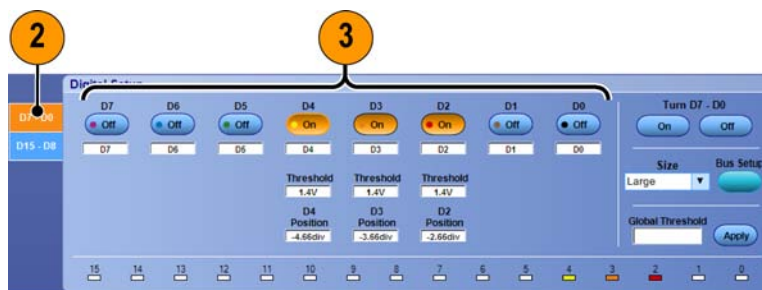 2 3
Digital Setup
D7 - D0
D15 - D8
D7 D6 D5 D4 D3 D2 D1 D0
Off Off Off On On On Off Off
D7 D6 D5 D4 D3 D2 D1 D0
Threshold Threshold Threshold
1.4V 1.4V 1.4V
D4 Position D3 Position D2 Position
-4.66div -3.66div -2.66div
Turn D7 - D0
On Off
Size Bus Setup
Large
Global Threshold
Apply
15 14 13 12 11 10 9 8 7 6 5 4 3 2 1 0